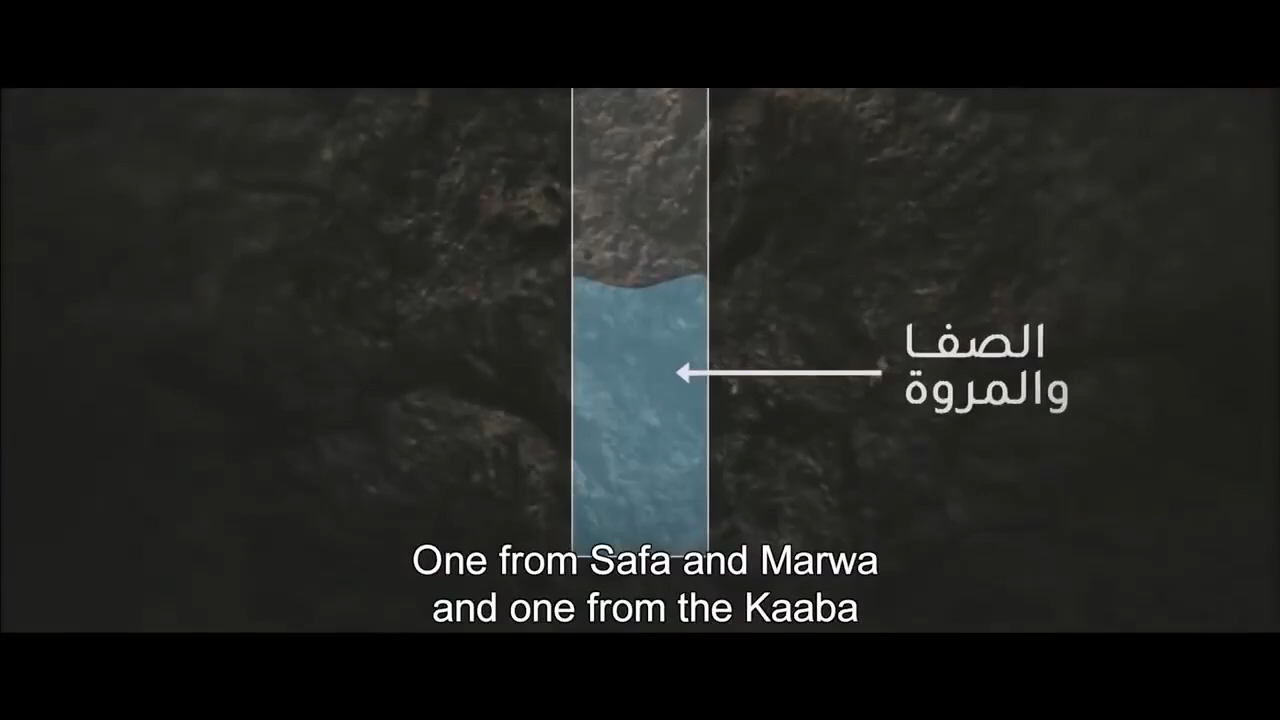 الصفا
والمروة
One from Safa and Marwa
and one from the Kaaba